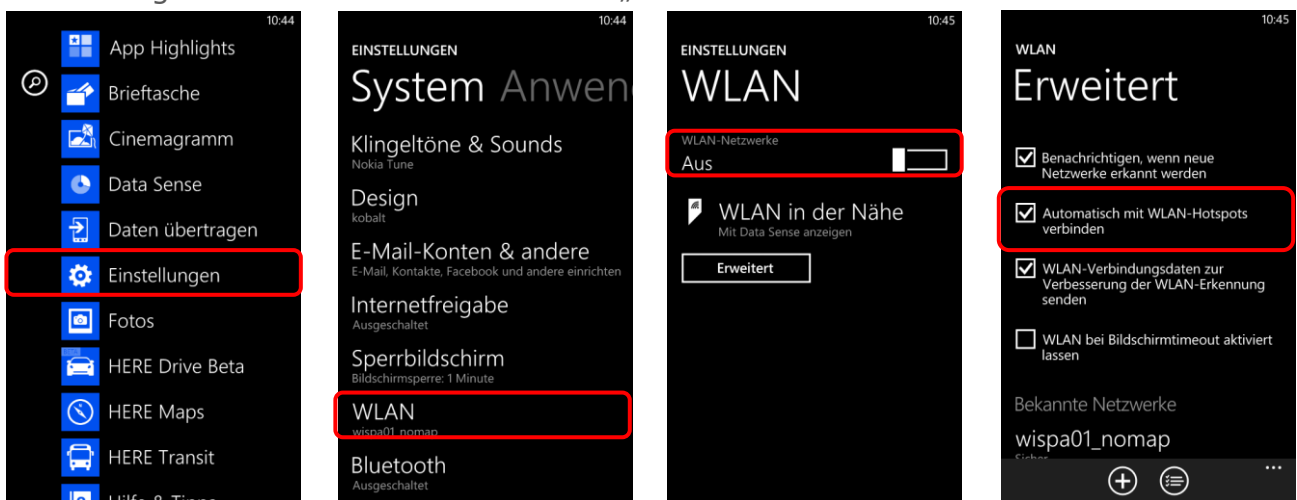 10:44
App Highlights
Brieftasche
Cinemagramm
Data Sense
Daten übertragen
Einstellungen
Fotos
HERE Drive Beta
HERE Maps
HERE Transit
10:44
EINSTELLUNGEN
System Anwen
Klingeltöne & Sounds
Nokia Tune
Design
kobalt
E-Mail-Konten & andere
E-Mail, Kontakte, Facebook und andere einrichten
Internetfreigabe
Ausgeschaltet
Sperrbildschirm
Bildschirmsperre: 1 Minute
WLAN
wispa01_nomap
Bluetooth
Ausgeschaltet
10:45
EINSTELLUNGEN
WLAN
WLAN-Netzwerke
Aus
WLAN in der Nähe
Mit Data Sense anzeigen
Erweitert
10:45
WLAN
Erweitert
Benachrichtigen, wenn neue
Netzwerke erkannt werden
Automatisch mit WLAN-Hotspots
verbinden
WLAN-Verbindungsdaten zur
Verbesserung der WLAN-Erkennung
senden
WLAN bei Bildschirmtimeout aktiviert
lassen
Bekannte Netzwerke
wispa01_nomap